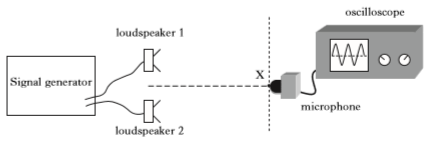 oscilloscope
loudspeaker 1
X
Signal generator
microphone
loudspeaker 2